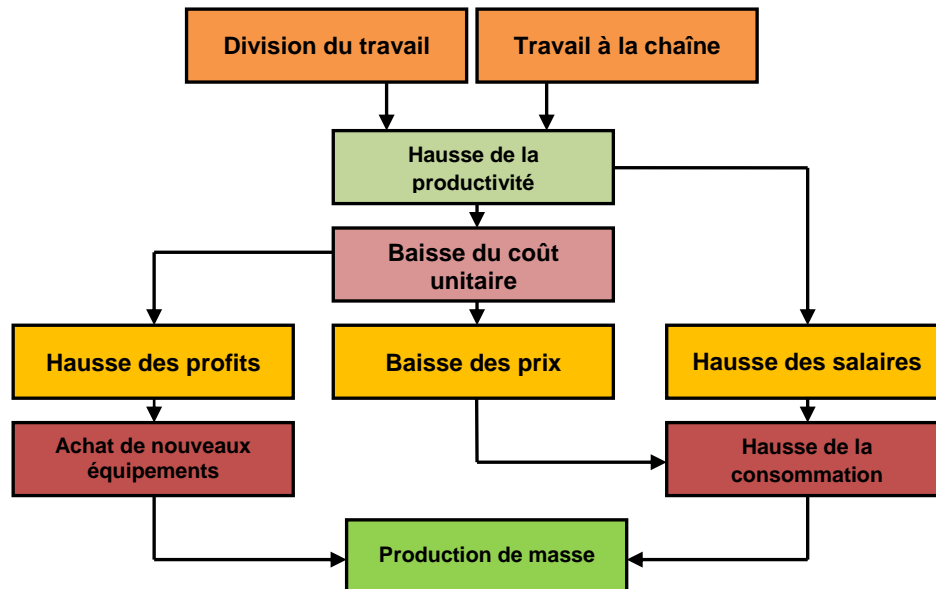 Division du travail
Travail à la chaîne
Hausse de la
productivité
Baisse du coût
unitaire
Hausse des profits
Baisse des prix
Hausse des salaires
Achat de nouveaux
équipements
Hausse de la
consommation
Production de masse